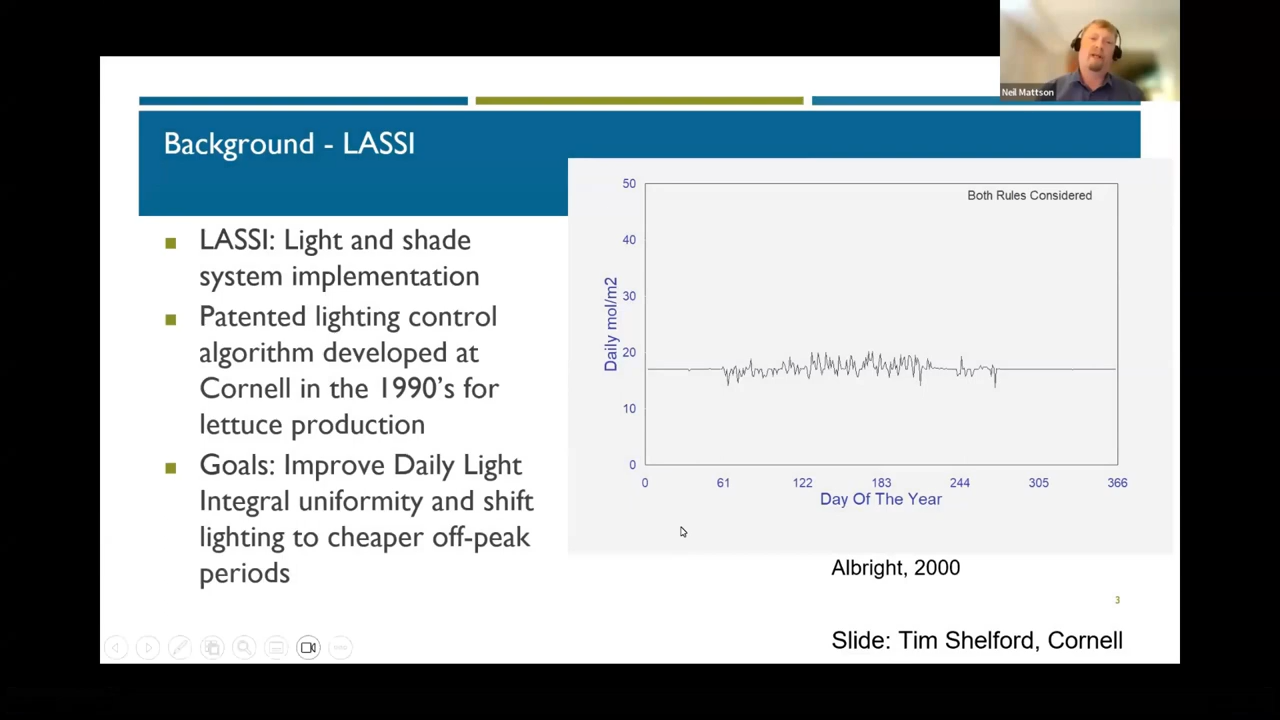 Neil Mattson
Background - LASSI
LASSI: Light and shade
system implementation
Patented lighting control
algorithm developed at
Cornell in the 1990's for
lettuce production
Goals: Improve Daily Light
Integral uniformity and shift
lighting to cheaper off-peak
periods
Both Rules Considered
Daily mol/m2
50
40
30
20
10
0
0 61 122 183 244 305 366
Day Of The Year
Albright, 2000
3
Slide: Tim Shelford, Cornell